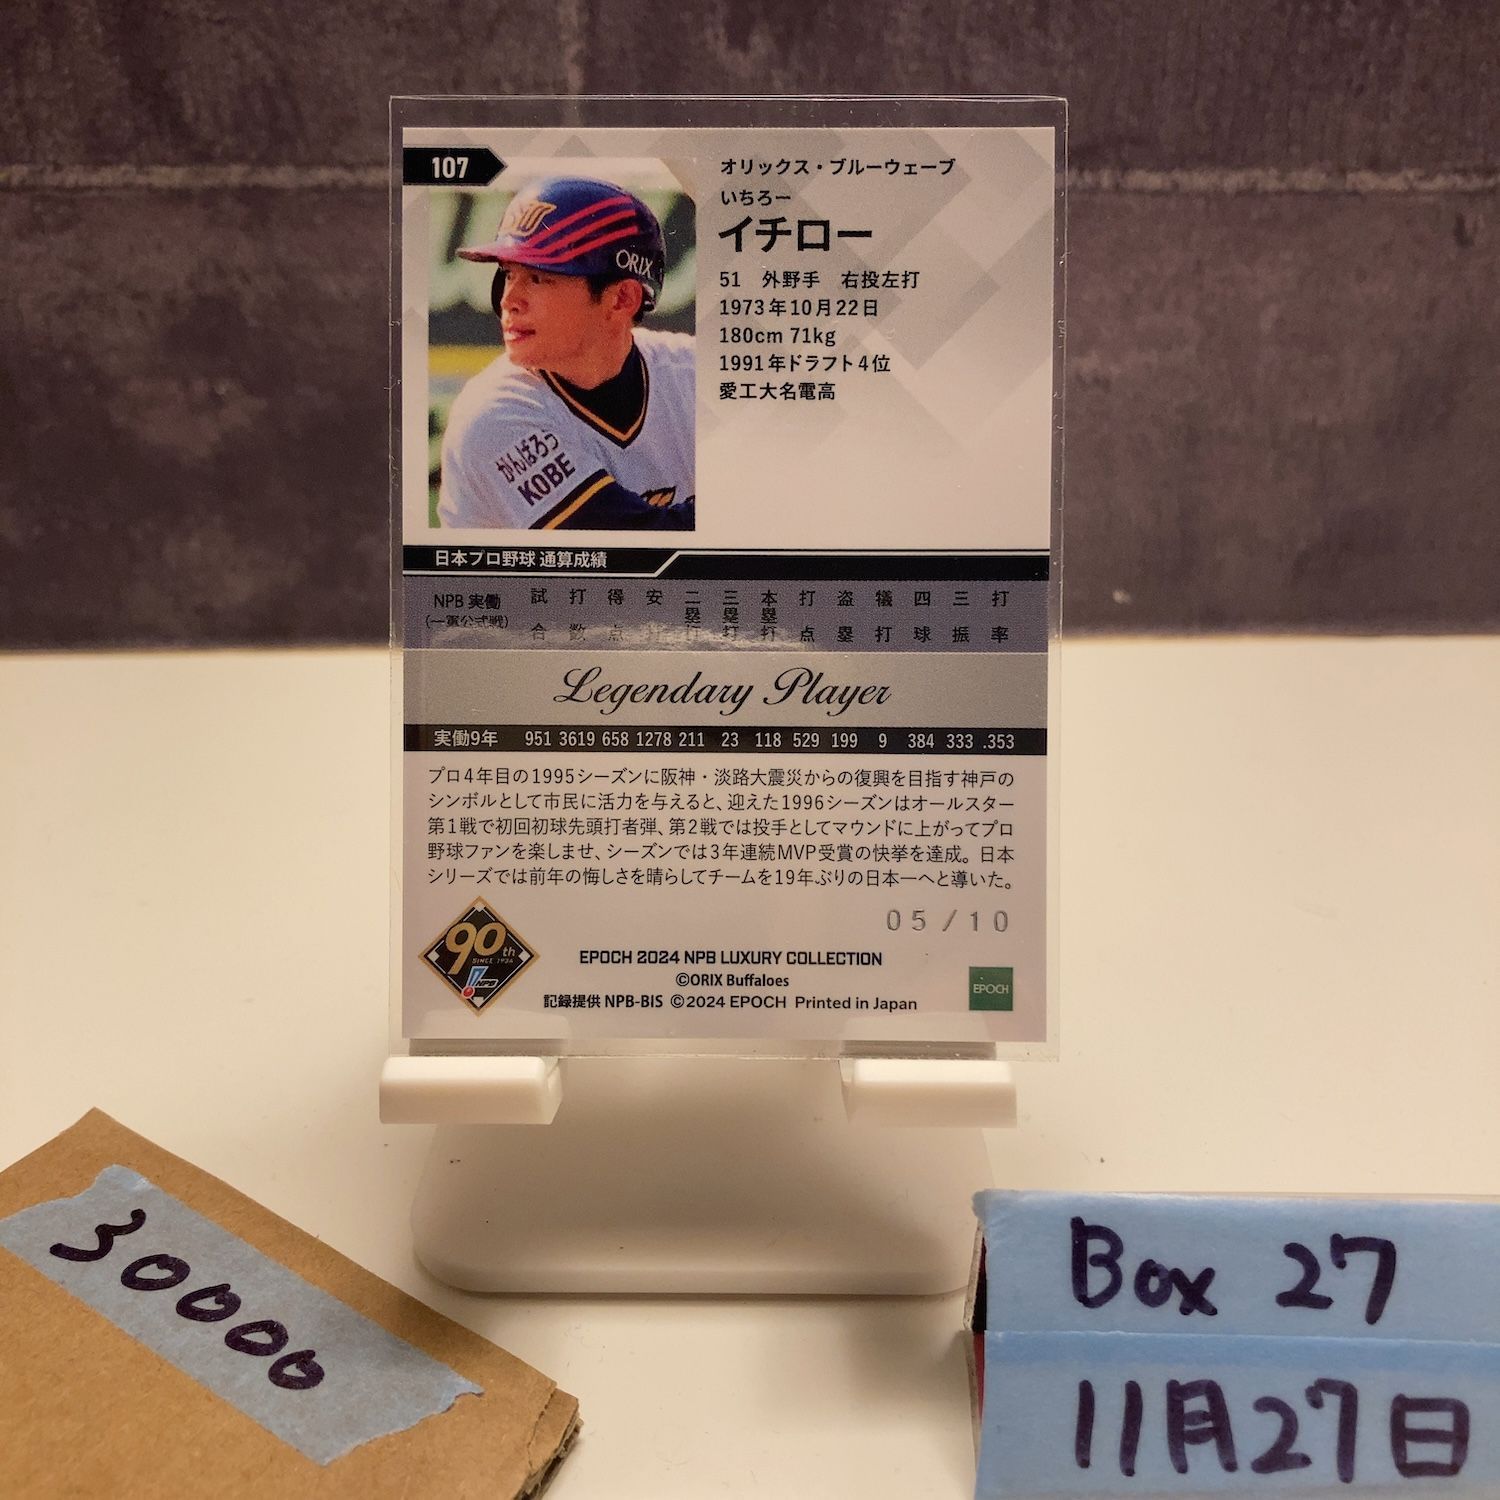 107
オリックス・ブルーウェーブ
いちろー
イチロー
51 外野手 右投左打
1973年10月22日
180cm 71kg
1991年ドラフト4位
愛工大名電高
ORIX
がんばろう
KOBE
日本プロ野球 通算成績
NPB 実働 試合 打数 得点 安打 二塁打 三塁打 本塁打 打点 盗塁 犠打 四球 三振 打率
(一軍公式戦)
Legendary Player
実働9年 951 3619 658 1278 211 23 118 529 199 9 384 333 .353
プロ4年目の1995シーズンに阪神・淡路大震災からの復興を目指す神戸の
シンボルとして市民に活力を与えると、迎えた1996シーズンはオールスター
第1戦で初回初球先頭打者弾、第2戦では投手としてマウンドに上がってプロ
野球ファンを楽しませ、シーズンでは3年連続MVP受賞の快挙を達成。日本
シリーズでは前年の悔しさを晴らしてチームを19年ぶりの日本一へと導いた。
05/10
90th
SINCE 1934
NPB
EPOCH 2024 NPB LUXURY COLLECTION
©ORIX Buffaloes
記録提供 NPB-BIS ©2024 EPOCH Printed in Japan
EPOCH
30000
Box 27
11月27日